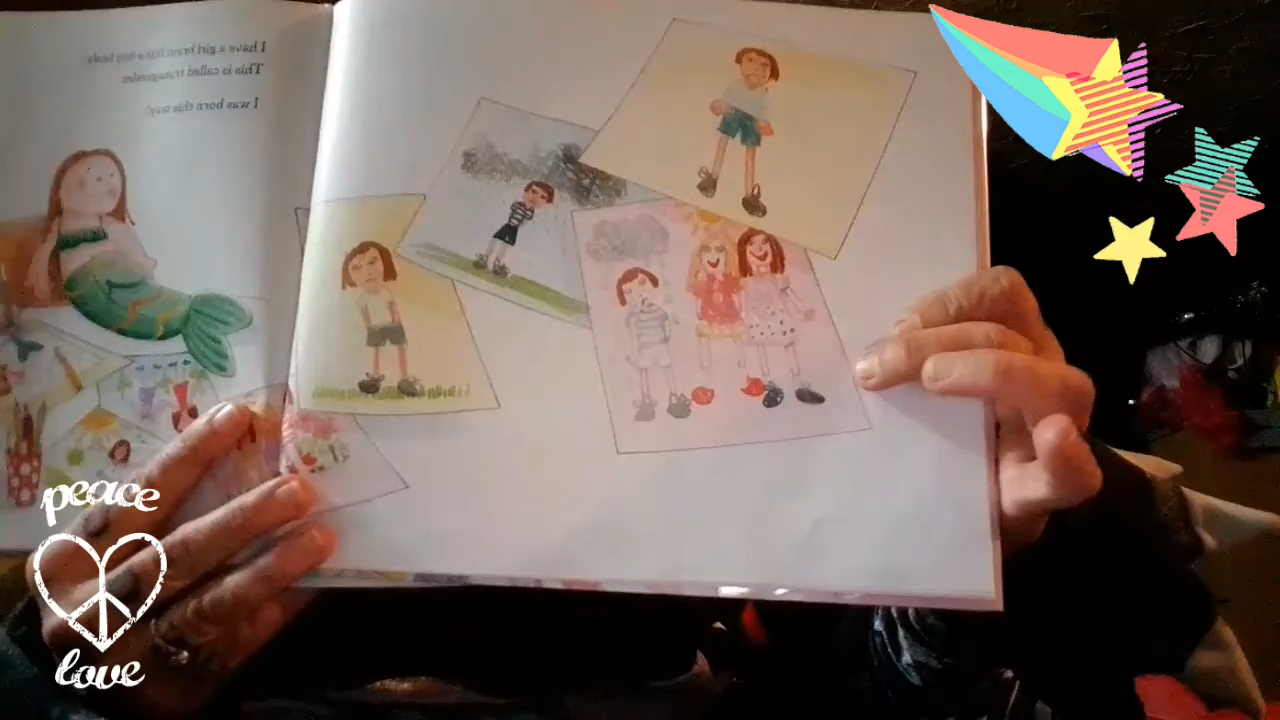 I have a girl brain but a boy body.
This is called transgender.
I was born this way!
peace
love